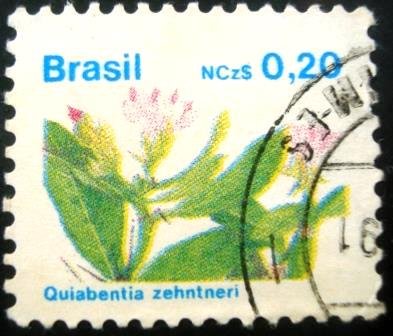 Brasil
NCz$ 0,20
Quiabentia zehntneri